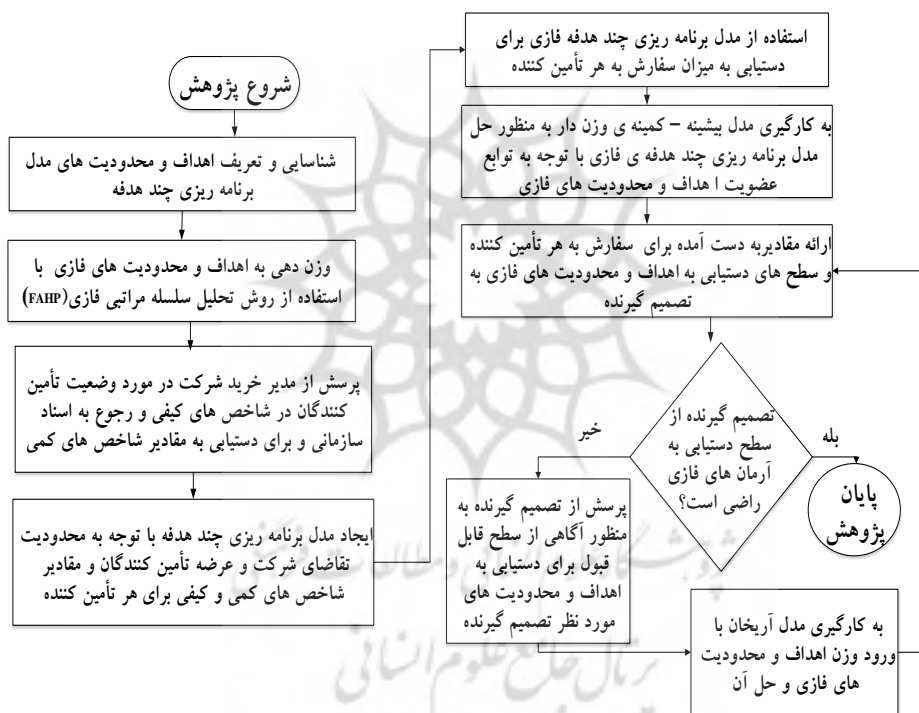 شروع پژوهش
شناسایی و تعریف اهداف و محدودیت های مدل
برنامه ریزی چند هدفه
وزن دهی به اهداف و محدودیت های فازی با
استفاده از روش تحلیل سلسله مراتبی فازی(FAHP)
پرسش از مدیر خرید شرکت در مورد وضعیت تأمین
کنندگان در شاخص های کیفی و رجوع به اسناد
سازمانی و برای دستیابی به مقادیر شاخص های کمی
ایجاد مدل برنامه ریزی چند هدفه با توجه به محدودیت
تقاضای شرکت و عرضه تأمین کنندگان و مقادیر
شاخص های کمی و کیفی برای هر تأمین کننده
استفاده از مدل برنامه ریزی چند هدفه فازی برای
دستیابی به میزان سفارش به هر تأمین کننده
به کارگیری مدل بیشینه – کمینه ی وزن دار به منظور حل
مدل برنامه ریزی چند هدفه ی فازی با توجه به توابع
عضویت ا هداف و محدودیت های فازی
ارائه مقادیربه دست آمده برای سفارش به هر تأمین کننده
و سطح های دستیابی به اهداف و محدودیت های فازی به
تصمیم گیرنده
تصمیم گیرنده از
سطح دستیابی به
آرمان های فازی
راضی است؟
بله
پایان
پژوهش
خیر
پرسش از تصمیم گیرنده به
منظور آگاهی از سطح قابل
قبول برای دستیابی به
اهداف و محدودیت های
مورد نظر تصمیم گیرنده
به کارگیری مدل آریخان با
ورود وزن اهداف و محدودیت
های فازی و حل آن
پژوهشگاه علوم انسانی و مطالعات فرهنگی
پرتال جامع علوم انسانی